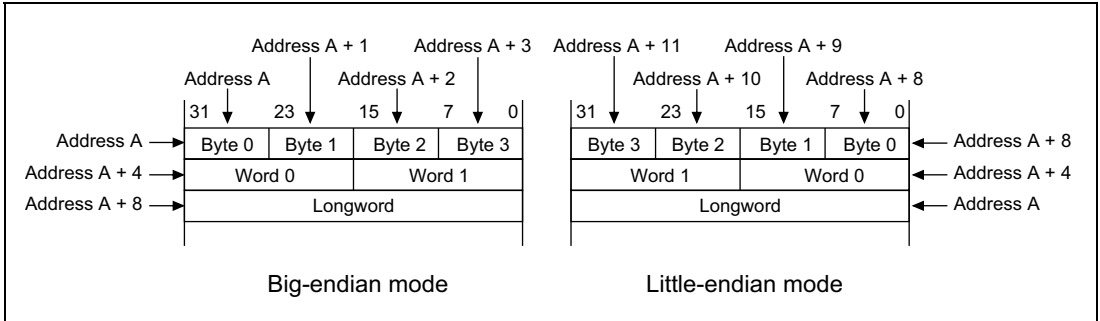 Address A + 1 Address A + 3 Address A + 11 Address A + 9
Address A Address A + 2 Address A + 10 Address A + 8
31 23 15 7 0 31 23 15 7 0
Address A Byte 0 Byte 1 Byte 2 Byte 3 Byte 3 Byte 2 Byte 1 Byte 0 Address A + 8
Address A + 4 Word 0 Word 1 Word 1 Word 0 Address A + 4
Address A + 8 Longword Longword Address A
Big-endian mode Little-endian mode